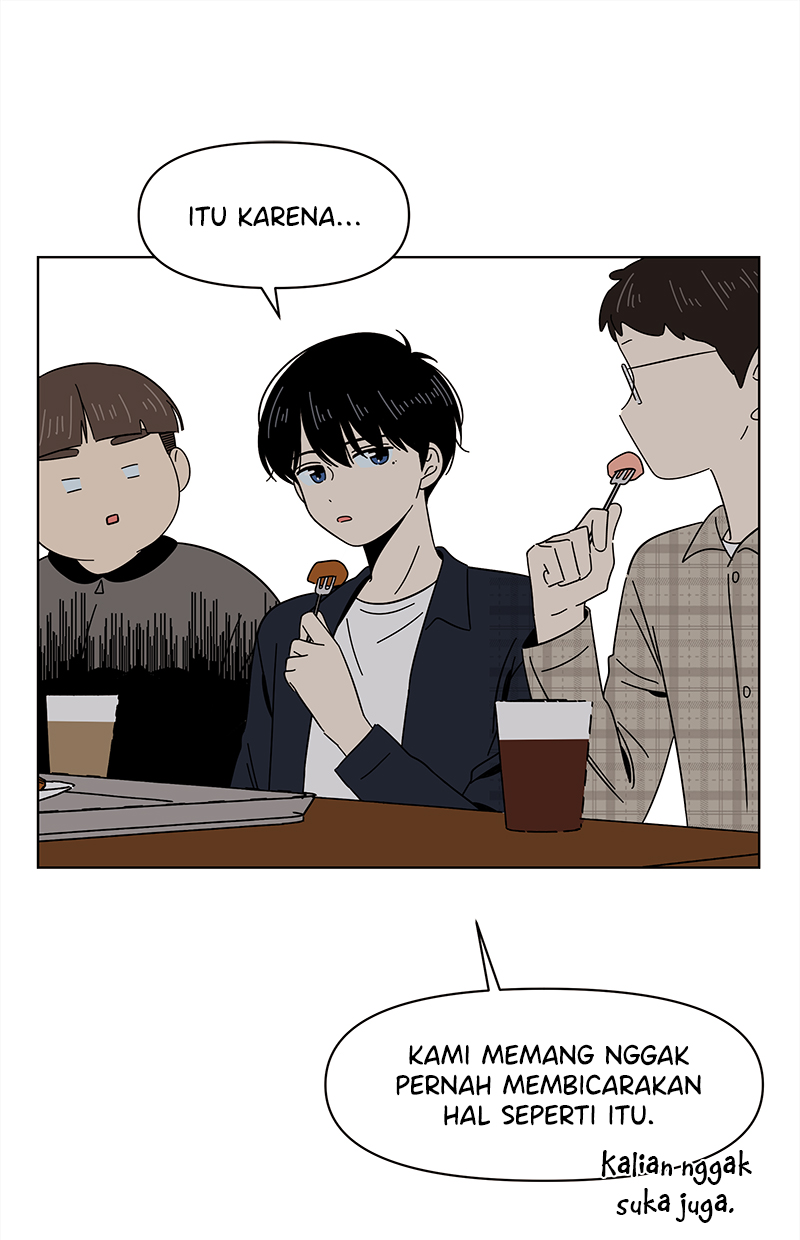 ITU KARENA...
KAMI MEMANG NGGAK
PERNAH MEMBICARAKAN
HAL SEPERTI ITU.
Kalian-nggak
suka juga.